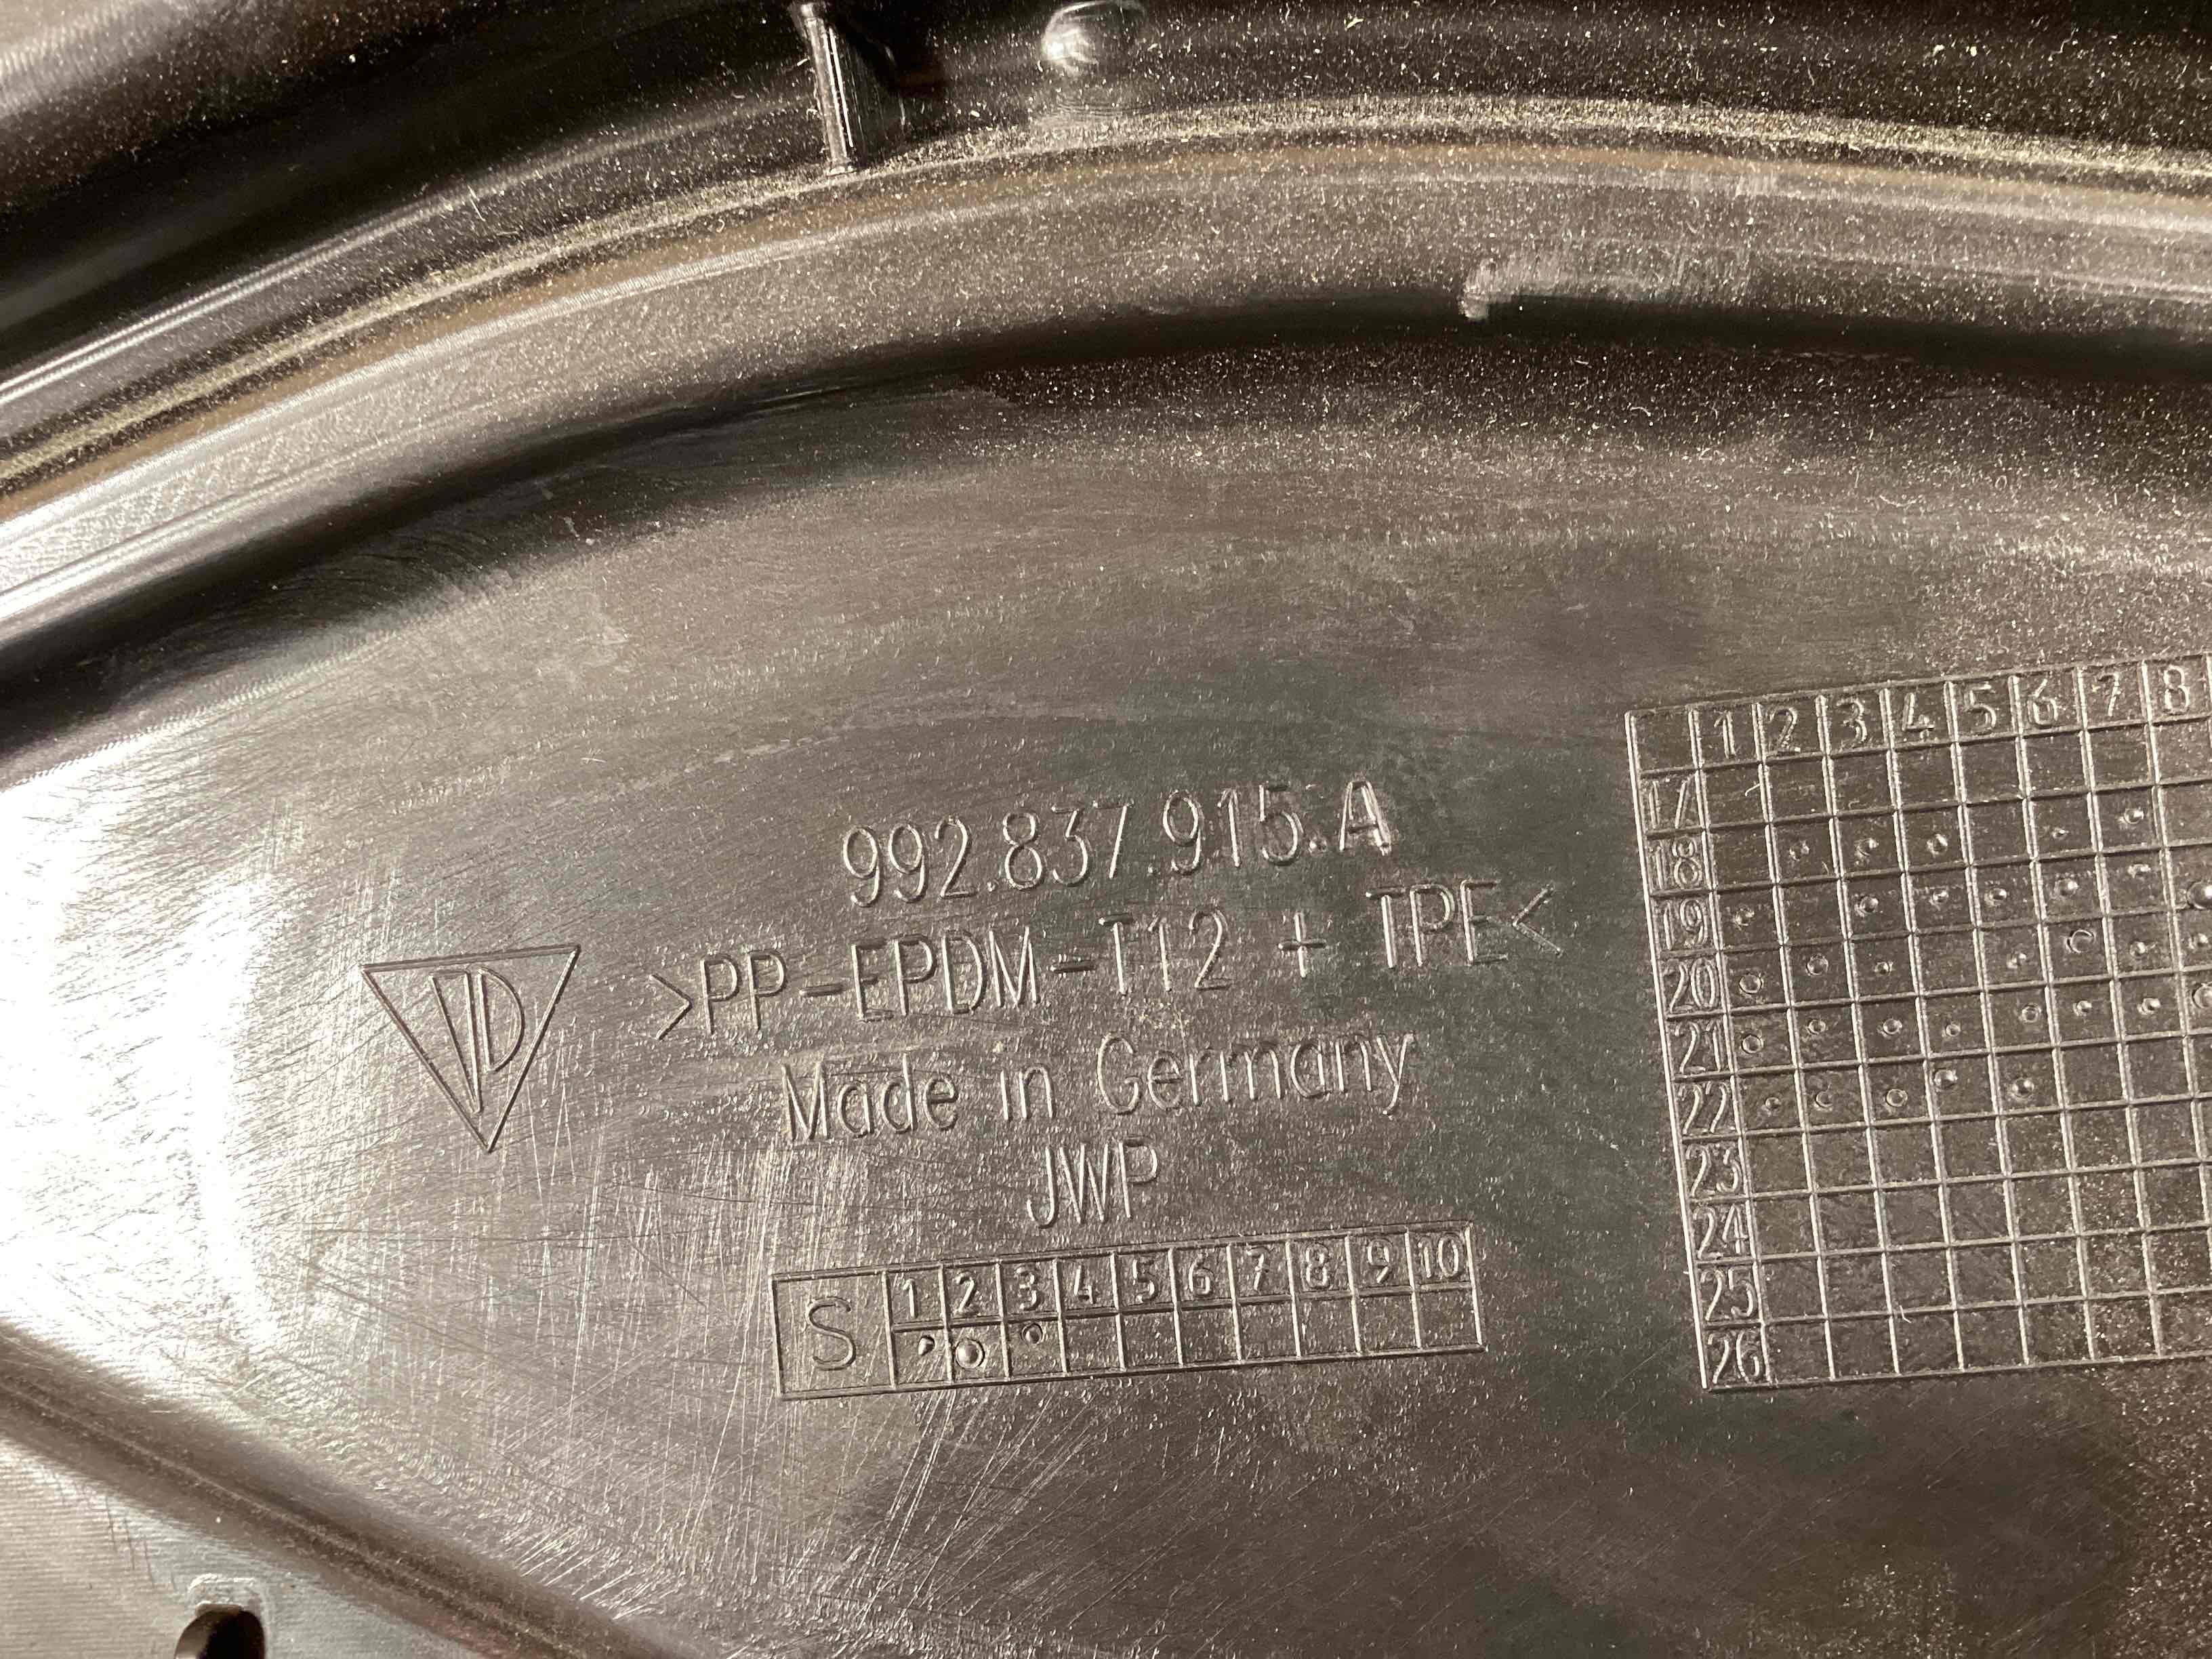 992.837.915.A
VD
>PP-EPDM-T12 + TPE<
Made in Germany
JWP
S 1 2 3 4 5 6 7 8 9 10
1 2 3 4 5 6 7 8
17
18
19
20
21
22
23
24
25
26